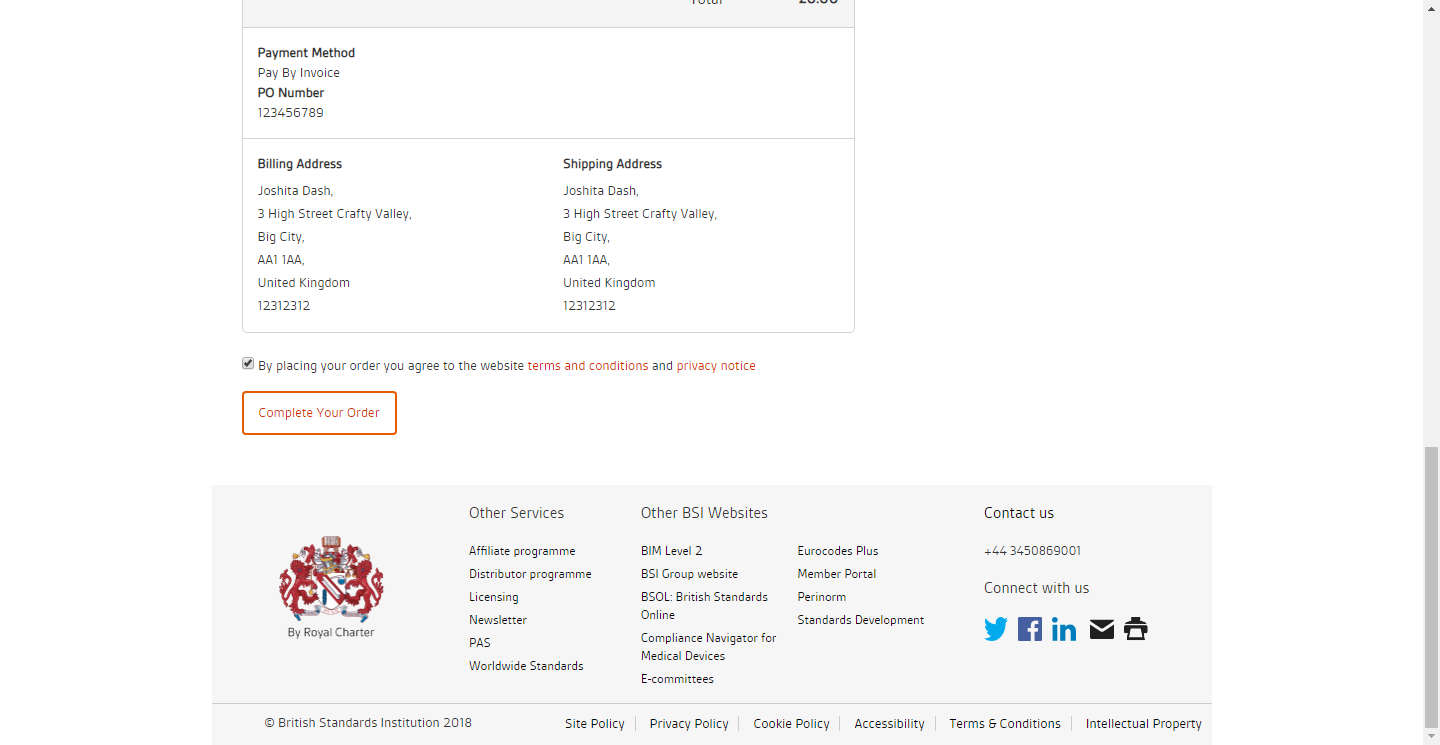 Total
Payment Method
Pay By Invoice
PO Number
123456789
Billing Address
Joshita Dash,
3 High Street Crafty Valley,
Big City,
AA1 1AA,
United Kingdom
12312312
Shipping Address
Joshita Dash,
3 High Street Crafty Valley,
Big City,
AA1 1AA,
United Kingdom
12312312
By placing your order you agree to the website terms and conditions and privacy notice
Complete Your Order
By Royal Charter
Other Services
Affiliate programme
Distributor programme
Licensing
Newsletter
PAS
Worldwide Standards
Other BSI Websites
BIM Level 2
BSI Group website
BSOL: British Standards
Online
Compliance Navigator for
Medical Devices
E-committees
Eurocodes Plus
Member Portal
Perinorm
Standards Development
Contact us
+44 3450869001
Connect with us
© British Standards Institution 2018
Site Policy
Privacy Policy
Cookie Policy
Accessibility
Terms & Conditions
Intellectual Property